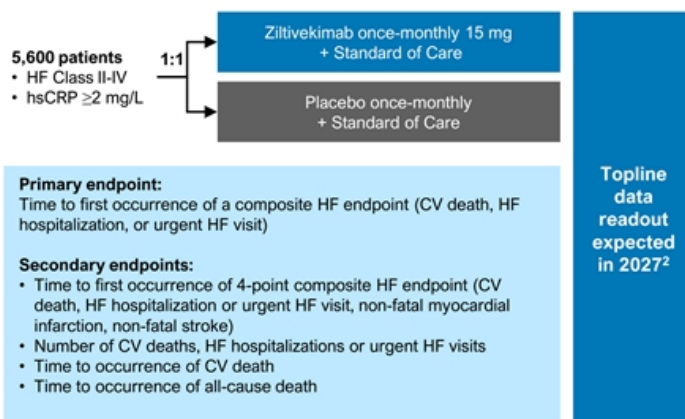 5,600 patients
• HF Class II-IV
• hsCRP ≥2 mg/L
1:1
Ziltivekimab once-monthly 15 mg
+ Standard of Care
Placebo once-monthly
+ Standard of Care
Primary endpoint:
Time to first occurrence of a composite HF endpoint (CV death, HF
hospitalization, or urgent HF visit)
Secondary endpoints:
• Time to first occurrence of 4-point composite HF endpoint (CV
death, HF hospitalization or urgent HF visit, non-fatal myocardial
infarction, non-fatal stroke)
• Number of CV deaths, HF hospitalizations or urgent HF visits
• Time to occurrence of CV death
• Time to occurrence of all-cause death
Topline
data
readout
expected
in 2027²